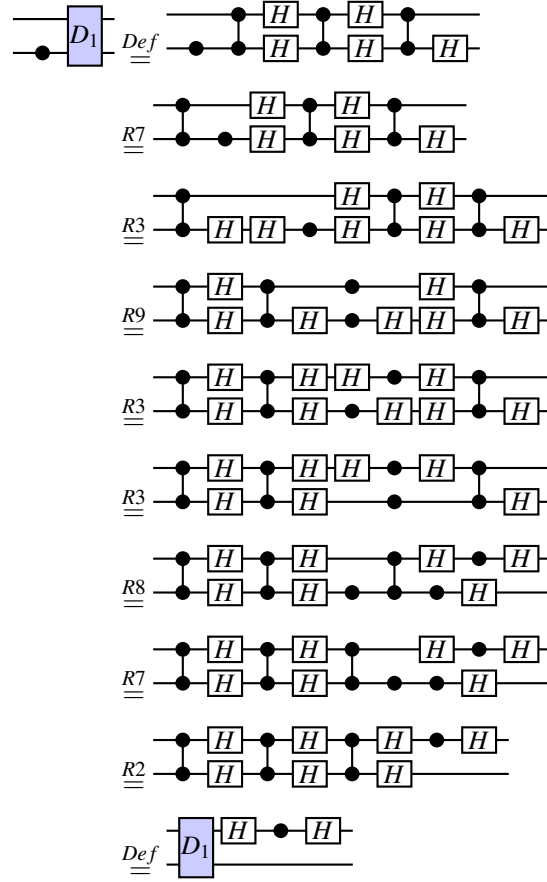 H H
D₁ Def = H H H
H H
R7 = H H H
H H
R3 = H H H H H
H H
R9 = H H H H H
H H H H
R3 = H H H H H
H H H H
R3 = H H H
H H H H
R8 = H H H
H H H H
R7 = H H H
H H H H
R2 = H H H
H H
Def = D₁